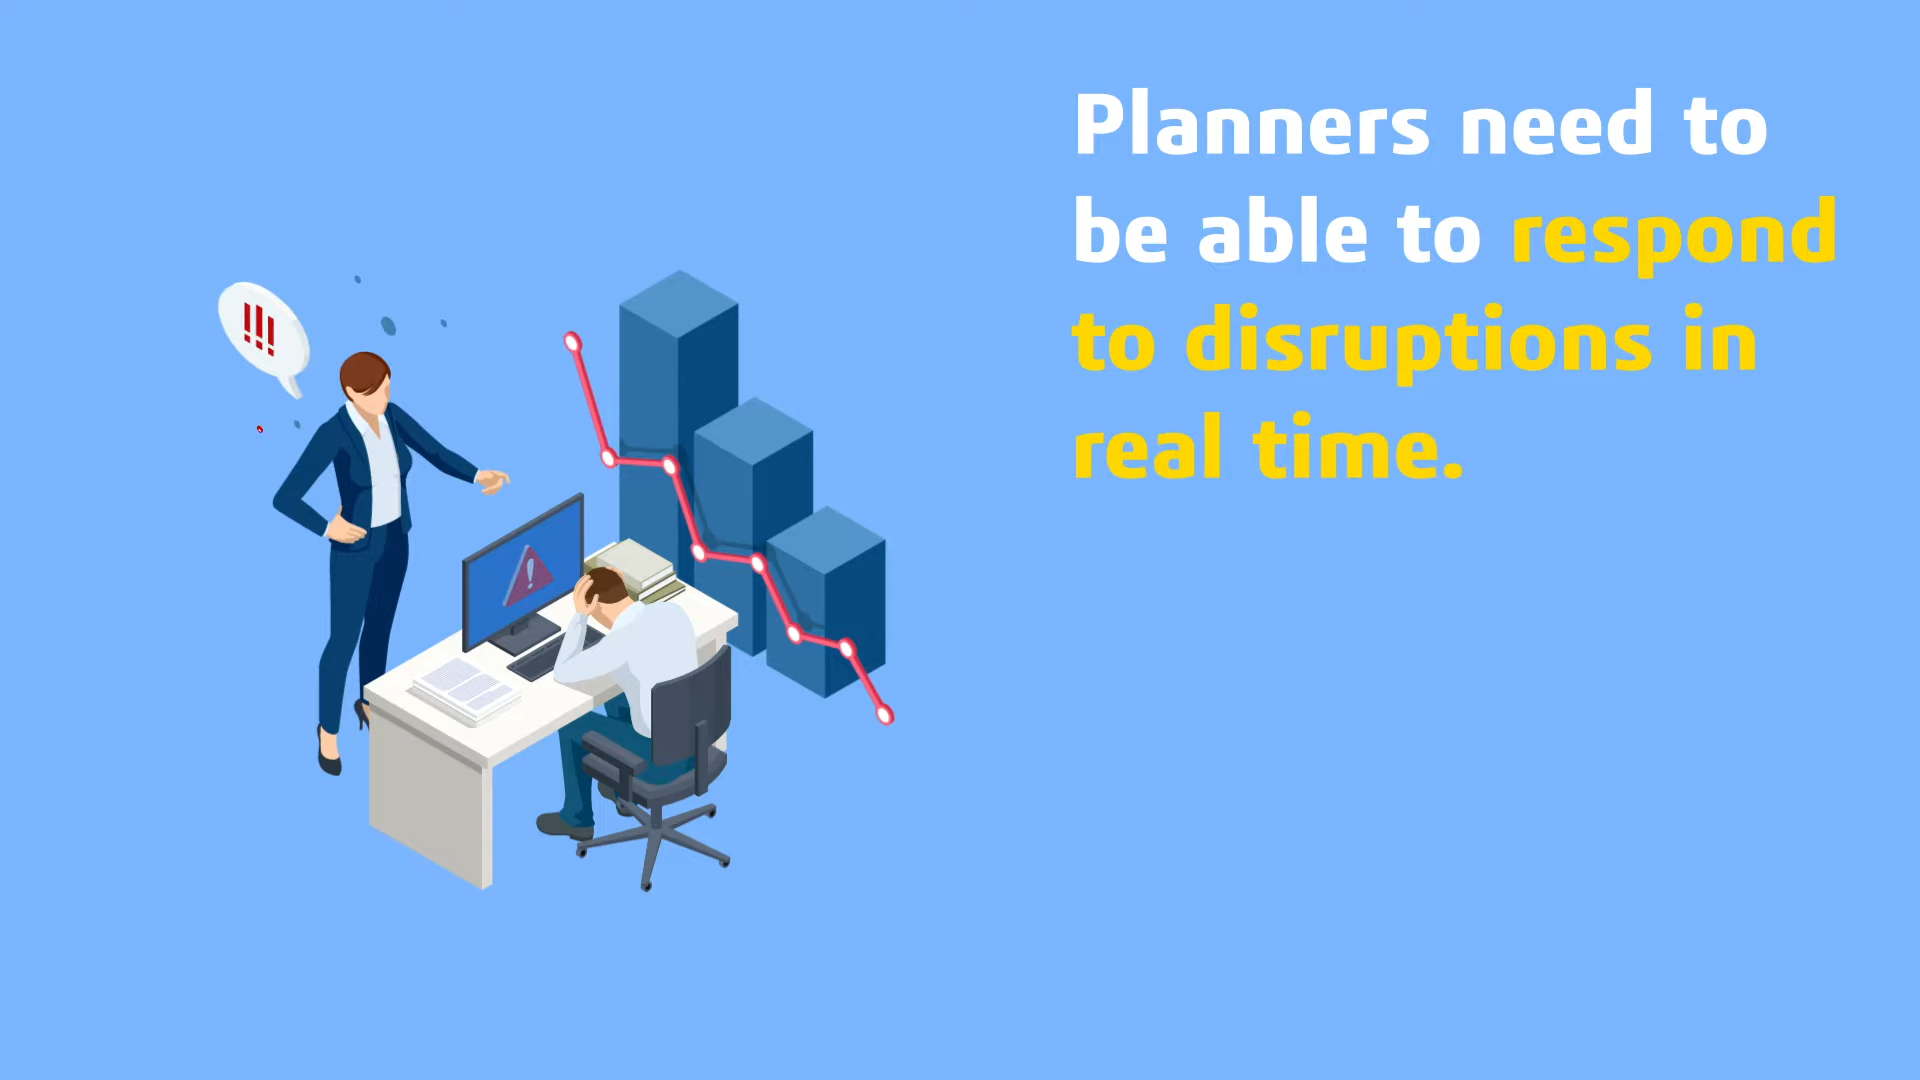 Planners need to
be able to respond
to disruptions in
real time.
!!!
!